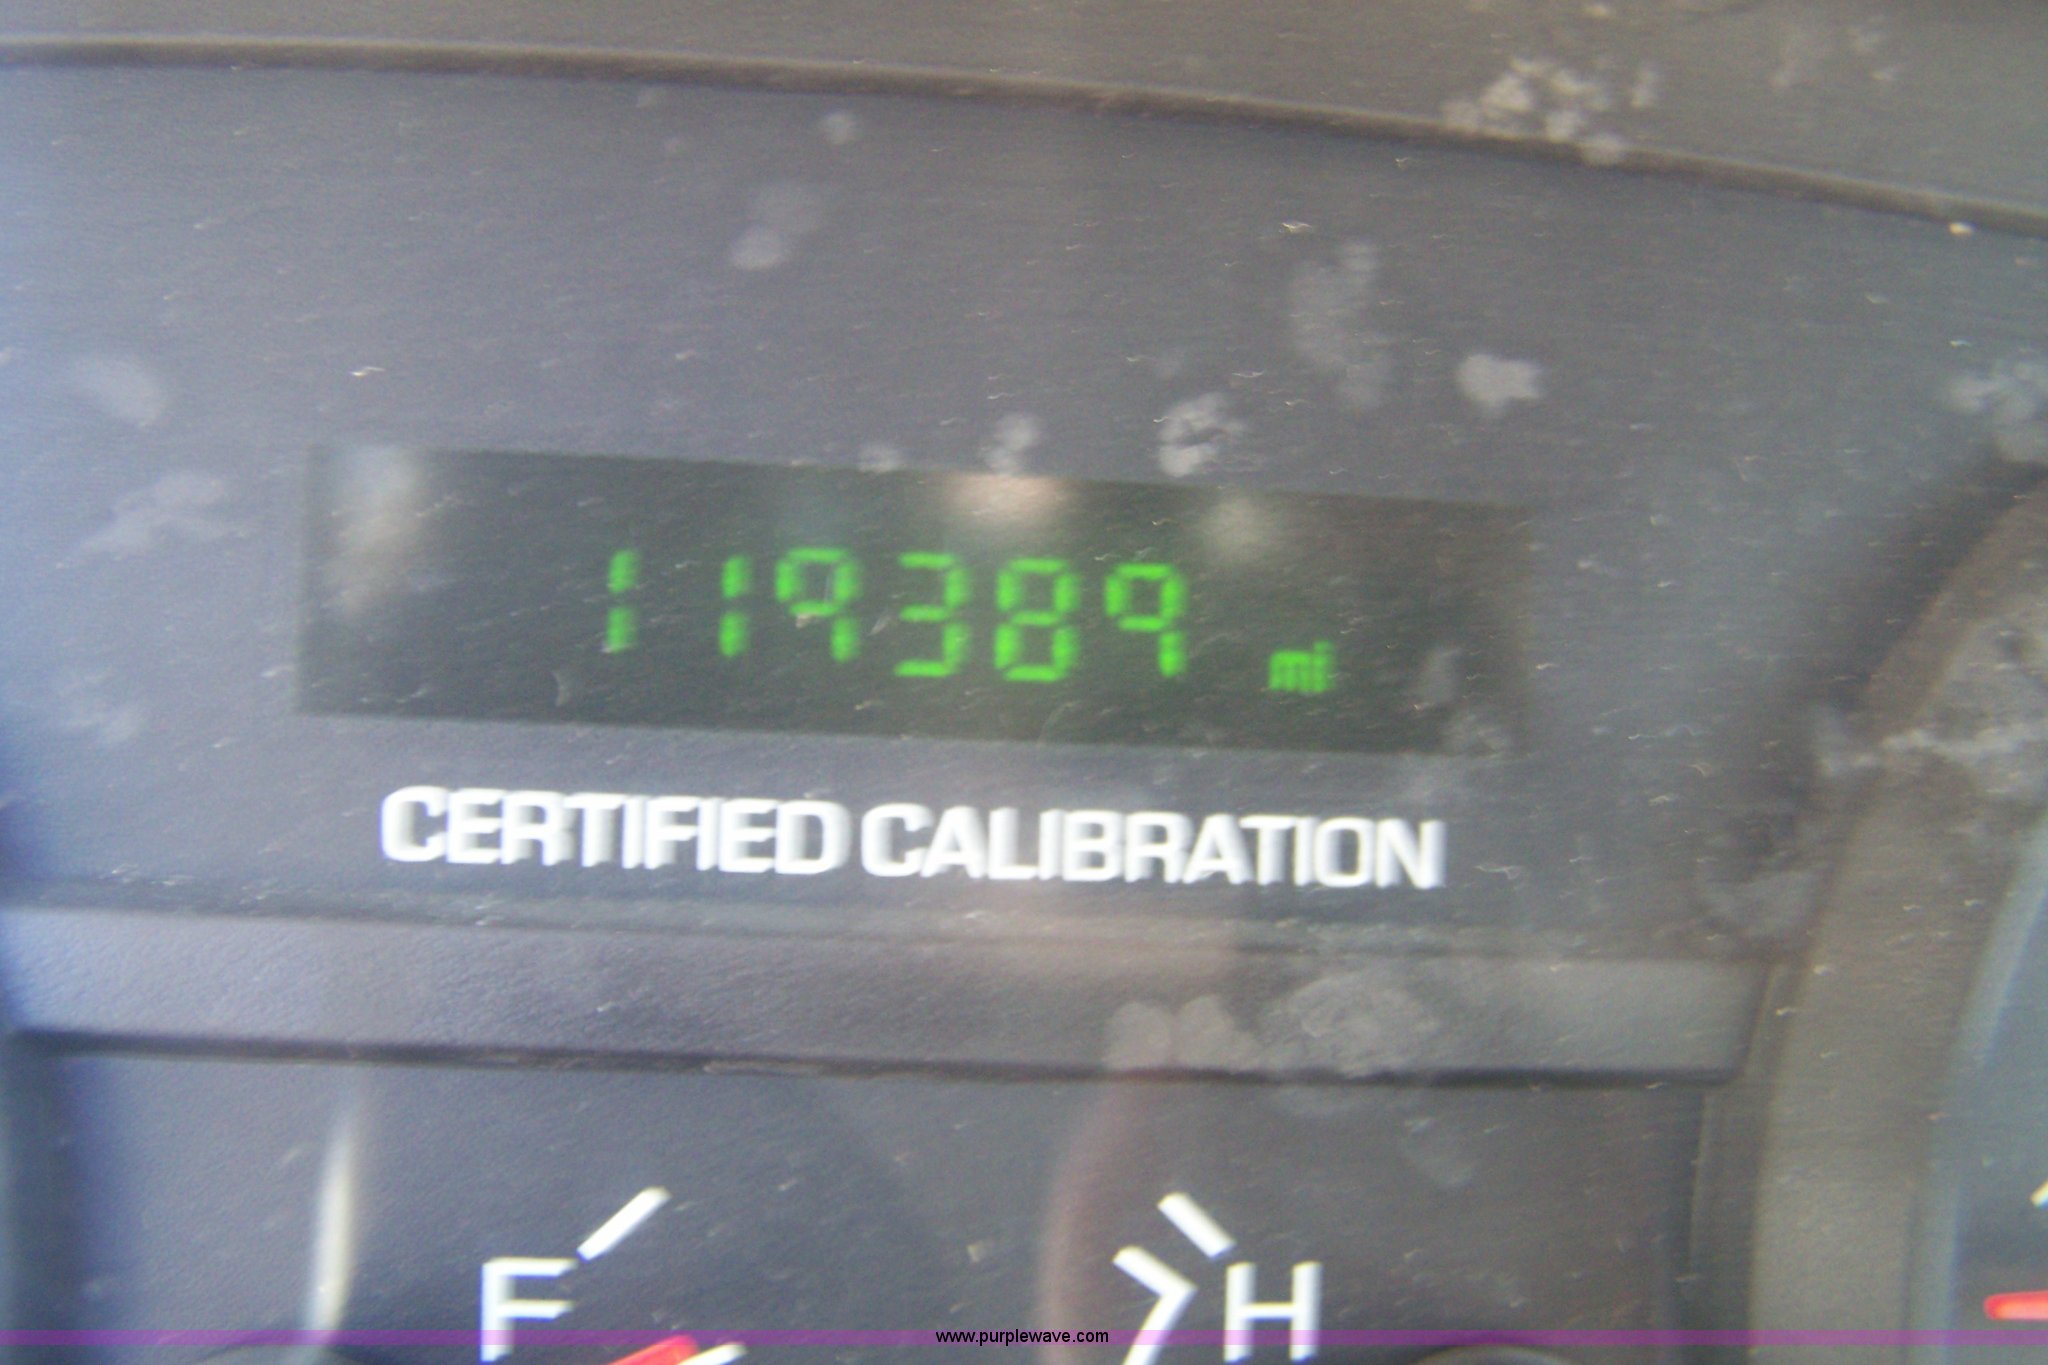 119389 mi
CERTIFIED CALIBRATION
F H
www.purplewave.com